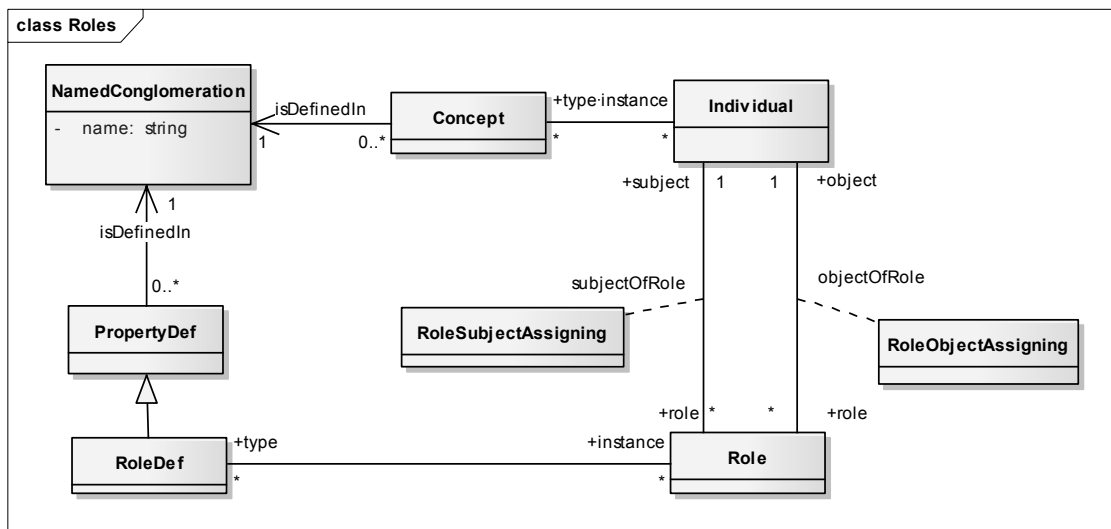 class Roles
NamedConglomeration
- name: string
isDefinedIn
1
0..*
Concept
+type·instance
*
*
Individual
+subject
1
1
+object
1
isDefinedIn
0..*
subjectOfRole
objectOfRole
PropertyDef
RoleSubjectAssigning
RoleObjectAssigning
+role
*
*
+role
RoleDef
+type
*
+instance
*
Role